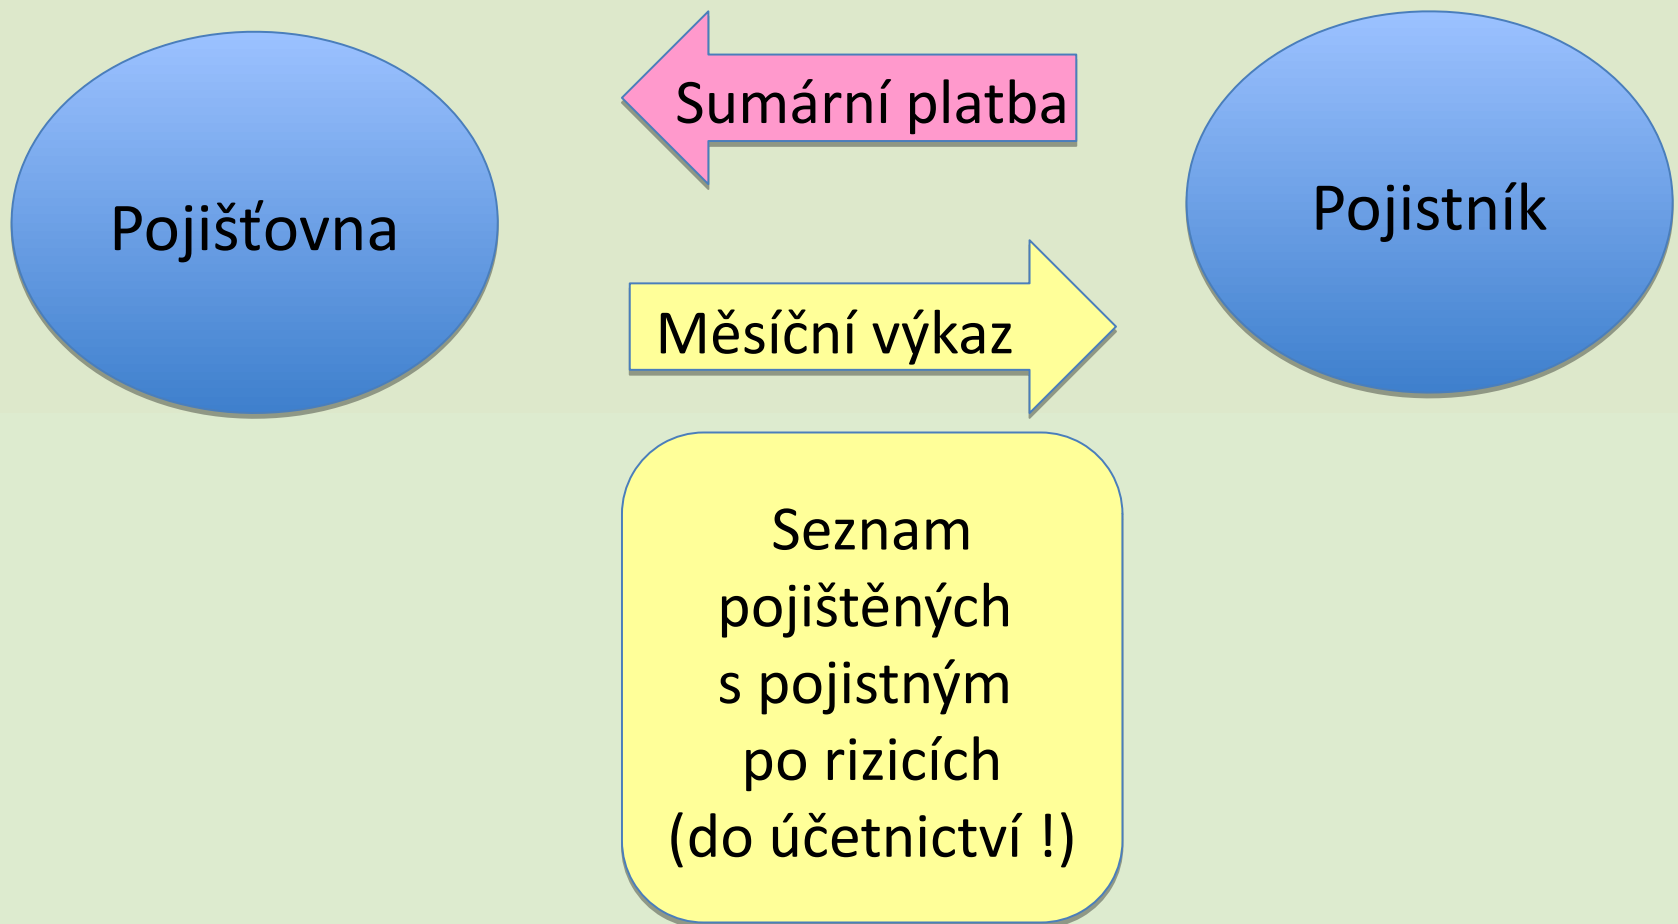 Pojišťovna
Sumární platba
Pojistník
Měsíční výkaz
Seznam
pojištěných
s pojistným
po rizicích
(do účetnictví !)